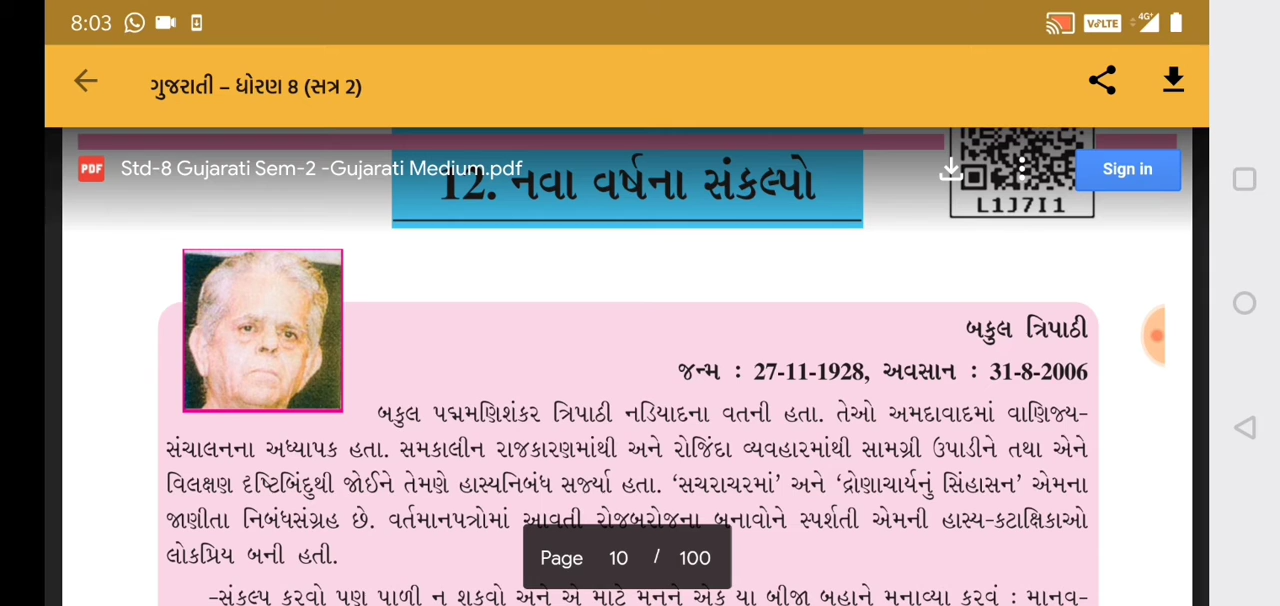 8:03
VoLTE 4G+
ગુજરાતી – ધોરણ 8 (સત્ર 2)
PDF Std-8 Gujarati Sem-2 -Gujarati Medium.pdf
Sign in
12. નવા વર્ષના સંકલ્પો
L1J7I1
બકુલ ત્રિપાઠી
જન્મ : 27-11-1928, અવસાન : 31-8-2006
બકુલ પદ્મમણિશંકર ત્રિપાઠી નડિયાદના વતની હતા. તેઓ અમદાવાદમાં વાણિજ્ય-
સંચાલનના અધ્યાપક હતા. સમકાલીન રાજકારણમાંથી અને રોજિંદા વ્યવહારમાંથી સામગ્રી ઉપાડીને તથા એને
વિલક્ષણ દૃષ્ટિબિંદુથી જોઈને તેમણે હાસ્યનિબંધ સર્જ્યા હતા. ‘સચરાચરમાં’ અને ‘દ્રોણાચાર્યનું સિંહાસન’ એમના
જાણીતા નિબંધસંગ્રહ છે. વર્તમાનપત્રોમાં આવતી રોજબરોજના બનાવોને સ્પર્શતી એમની હાસ્ય-કટાક્ષિકાઓ
લોકપ્રિય બની હતી.
Page 10 / 100
-સંકલ્પ કરવો પણ પાળી ન શકવો અને એ માટે મનને એક યા બીજા બહાને મનાવ્યા કરવું : માનવ-